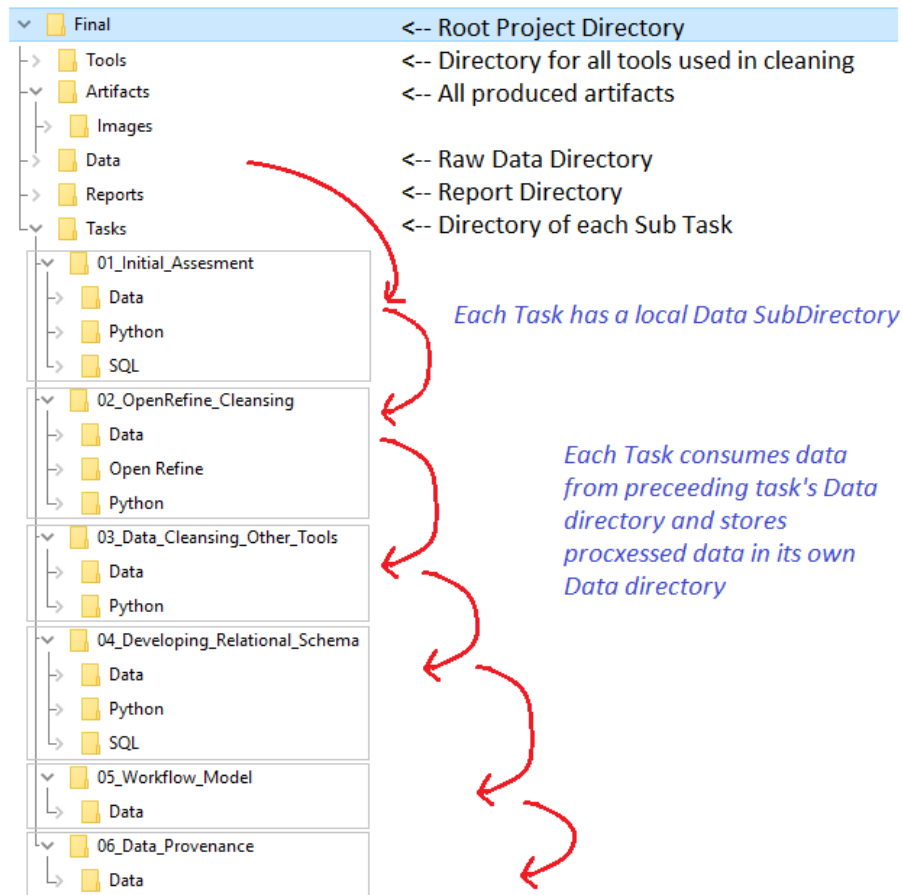 Final <-- Root Project Directory
Tools <-- Directory for all tools used in cleaning
Artifacts <-- All produced artifacts
Images
Data <-- Raw Data Directory
Reports <-- Report Directory
Tasks <-- Directory of each Sub Task
01_Initial_Assesment
Data
Each Task has a local Data SubDirectory
Python
SQL
02_OpenRefine_Cleansing
Data
Open Refine
Python
Each Task consumes data
from preceeding task's Data
directory and stores
procxessed data in its own
Data directory
03_Data_Cleansing_Other_Tools
Data
Python
04_Developing_Relational_Schema
Data
Python
SQL
05_Workflow_Model
Data
06_Data_Provenance
Data